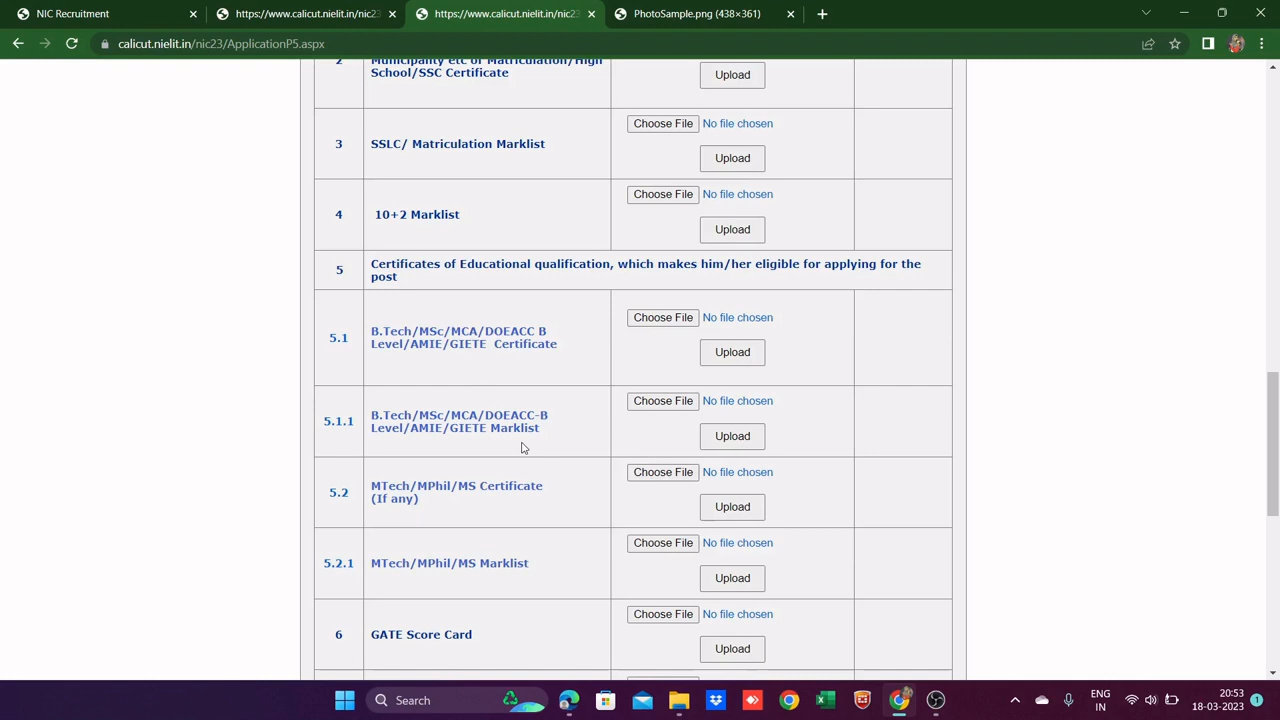 NIC Recruitment
https://www.calicut.nielit.in/nic23
https://www.calicut.nielit.in/nic23
PhotoSample.png (438×361)
calicut.nielit.in/nic23/ApplicationP5.aspx
2
Municipality etc or Matriculation/High
School/SSC Certificate
Upload
3
SSLC/ Matriculation Marklist
Choose File No file chosen
Upload
4
10+2 Marklist
Choose File No file chosen
Upload
5
Certificates of Educational qualification, which makes him/her eligible for applying for the
post
5.1
B.Tech/MSc/MCA/DOEACC B
Level/AMIE/GIETE Certificate
Choose File No file chosen
Upload
5.1.1
B.Tech/MSc/MCA/DOEACC-B
Level/AMIE/GIETE Marklist
Choose File No file chosen
Upload
5.2
MTech/MPhil/MS Certificate
(If any)
Choose File No file chosen
Upload
5.2.1
MTech/MPhil/MS Marklist
Choose File No file chosen
Upload
6
GATE Score Card
Choose File No file chosen
Upload
Search
ENG
IN
20:53
18-03-2023
1